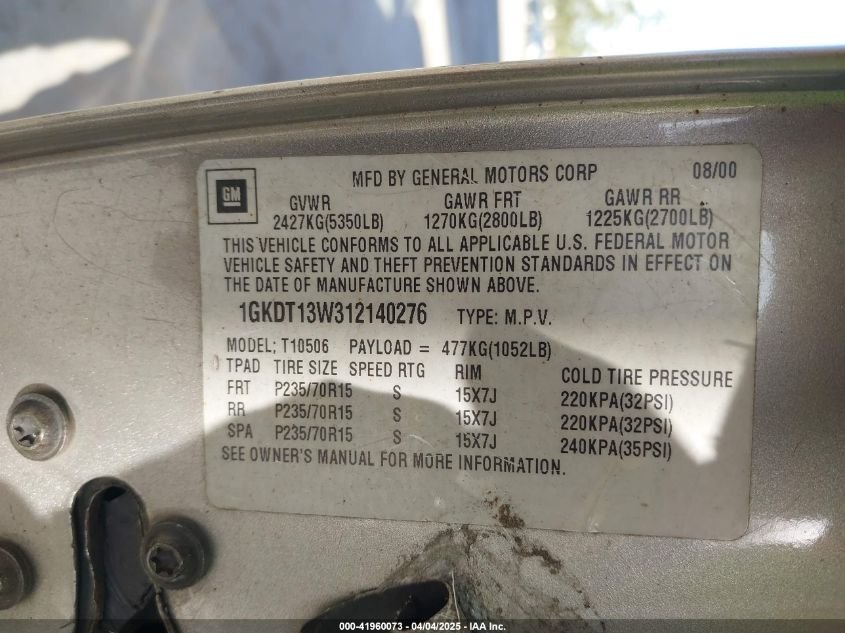 MFD BY GENERAL MOTORS CORP 08/00
GM
GVWR GAWR FRT GAWR RR
2427KG(5350LB) 1270KG(2800LB) 1225KG(2700LB)
THIS VEHICLE CONFORMS TO ALL APPLICABLE U.S. FEDERAL MOTOR
VEHICLE SAFETY AND THEFT PREVENTION STANDARDS IN EFFECT ON
THE DATE OF MANUFACTURE SHOWN ABOVE.
1GKDT13W312140276 TYPE: M.P.V.
MODEL: T10506 PAYLOAD = 477KG(1052LB)
TPAD TIRE SIZE SPEED RTG RIM COLD TIRE PRESSURE
FRT P235/70R15 S 15X7J 220KPA(32PSI)
RR P235/70R15 S 15X7J 220KPA(32PSI)
SPA P235/70R15 S 15X7J 240KPA(35PSI)
SEE OWNER'S MANUAL FOR MORE INFORMATION.
000-41960073 - 04/04/2025 - IAA Inc.